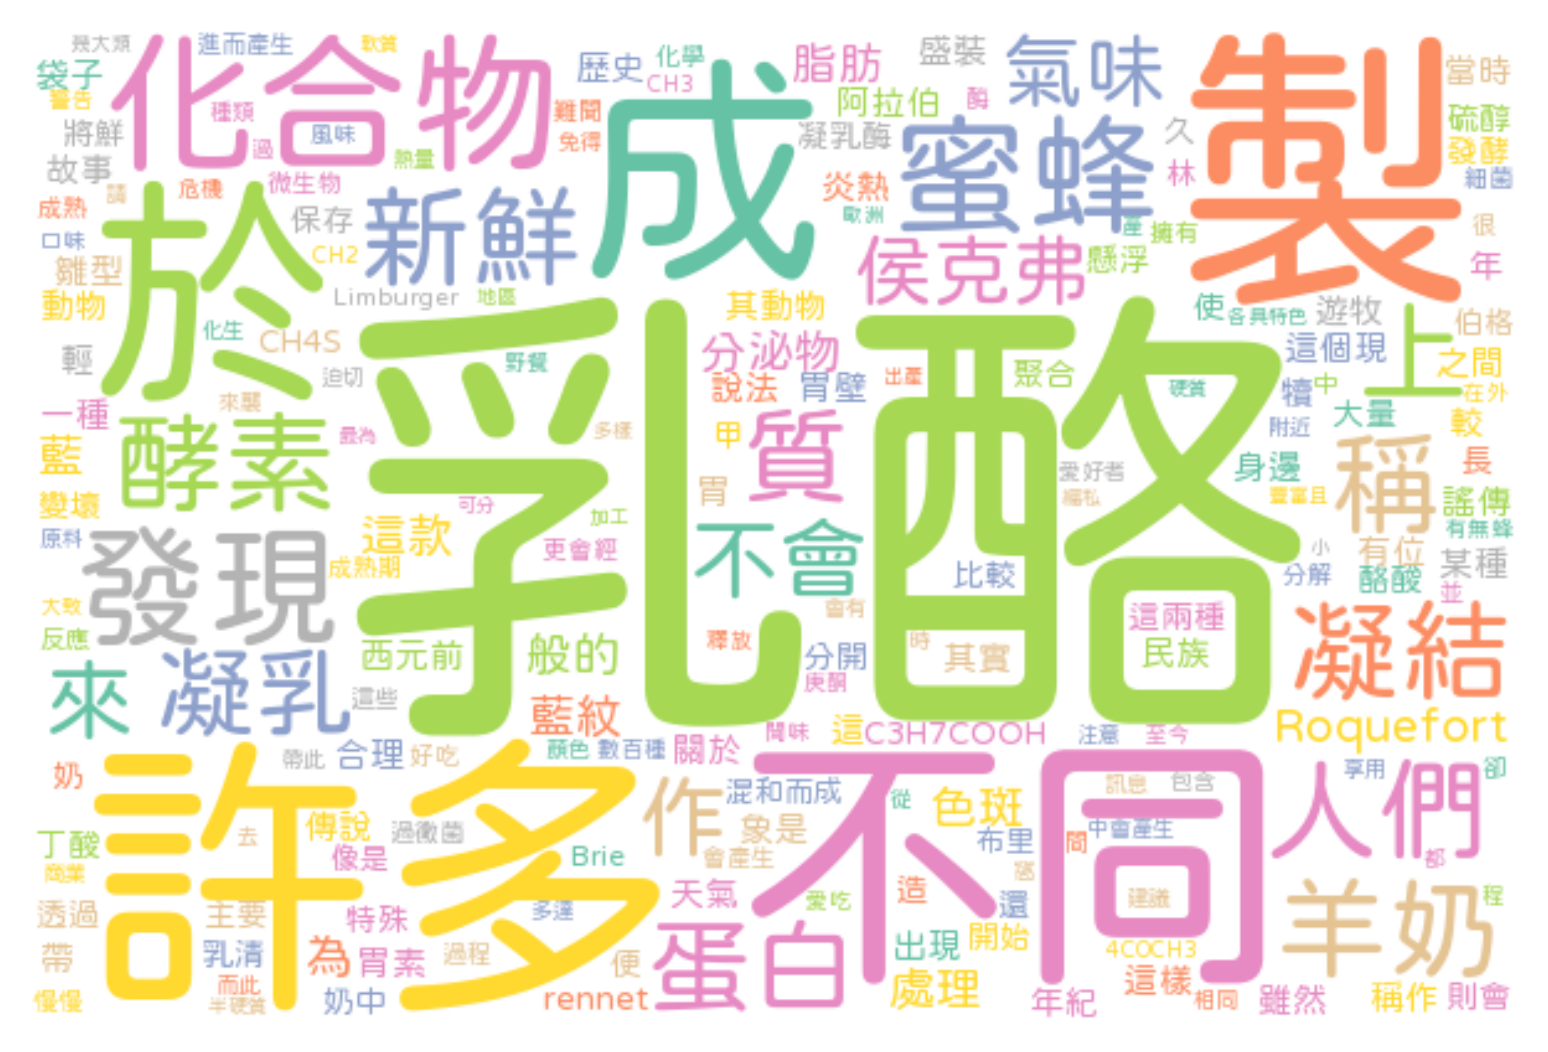 幾大類 進而產生 軟質
袋子 化合物 歷史 化學 脂肪 盛裝 氣味 製 當時
警告 CH3 成 阿拉伯 酶
將鮮 種類 風味 難聞 凝乳酶 蜜蜂 久 硫醇
過 熱量 免得 發酵
故事 危機 微生物 炎熱 林 細菌
成熟 於 保存 新鮮 歐洲 產 擁有 很
口味 CH2 侯克弗 懸浮 年
雛型 Limburger 地區
動物 化生 其動物 使 各具特色 遊牧 伯格
輕 CH4S 野餐 乳酪 分泌物 這個現 上 之間
迫切 說法 胃壁 出產 聚合 硬質 犢 中 在外
一種 來襲 甲 質 附近 大量 較
藍 酵素 最為 多樣 愛好者 身邊 稱 長
變壞 可分 胃 豐富且 謠傳
原料 發現 這款 加工 不會 有無蜂
成熟期 更會經 比較 小 有位 某種
分解 酪酸
大致 會有 這兩種 並
反應 西元前 般的 釋放 分開 時 其實 民族 凝結
來 凝乳 這些 藍紋 庚酮
聞味 這 C3H7COOH 注意 至今 Roquefort
奶 帶此 合理 好吃 顏色 數百種 關於 不同 人們 享用 卻
許多 作 混和而成 從 色斑 訊息 包含
丁酸 去 傳說 過黴菌 象是 布里 中會產生
像是 Brie 會產生 間 都
商業 天氣 愛吃 造 建議 羊奶 程
透過 主要 特殊 多達 還
帶 乳清 為 胃素 過程 便 蛋白 出現 開始 4COCH3
而此 處理 這樣
慢慢 半硬質 奶中 rennet 年紀 相同 雖然 稱作 則會